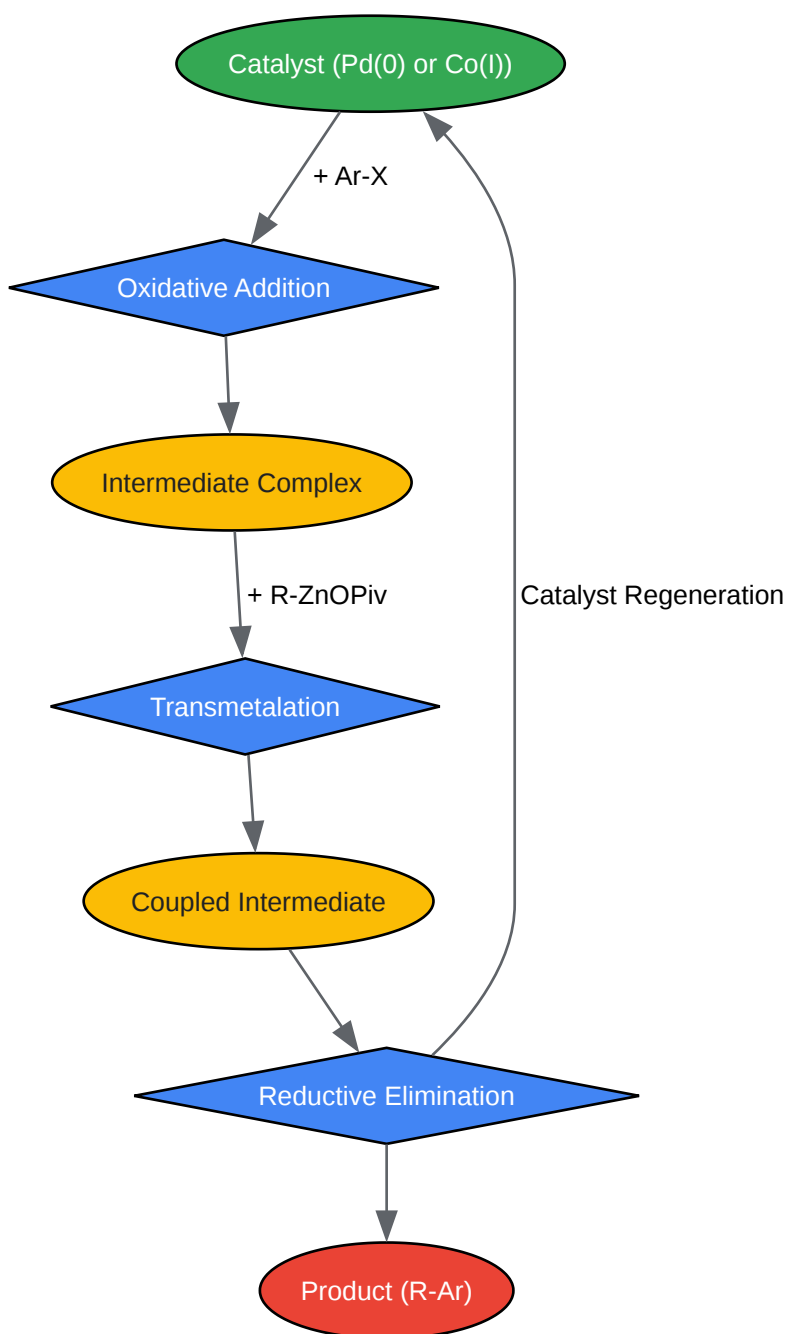 Catalyst (Pd(0) or Co(I))
+ Ar-X
Oxidative Addition
Intermediate Complex
+ R-ZnOPiv
Catalyst Regeneration
Transmetalation
Coupled Intermediate
Reductive Elimination
Product (R-Ar)